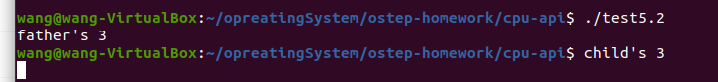 wang@wang-VirtualBox:~/opreatingSystem/ostep-homework/cpu-api$ ./test5.2
father's 3
wang@wang-VirtualBox:~/opreatingSystem/ostep-homework/cpu-api$ child's 3